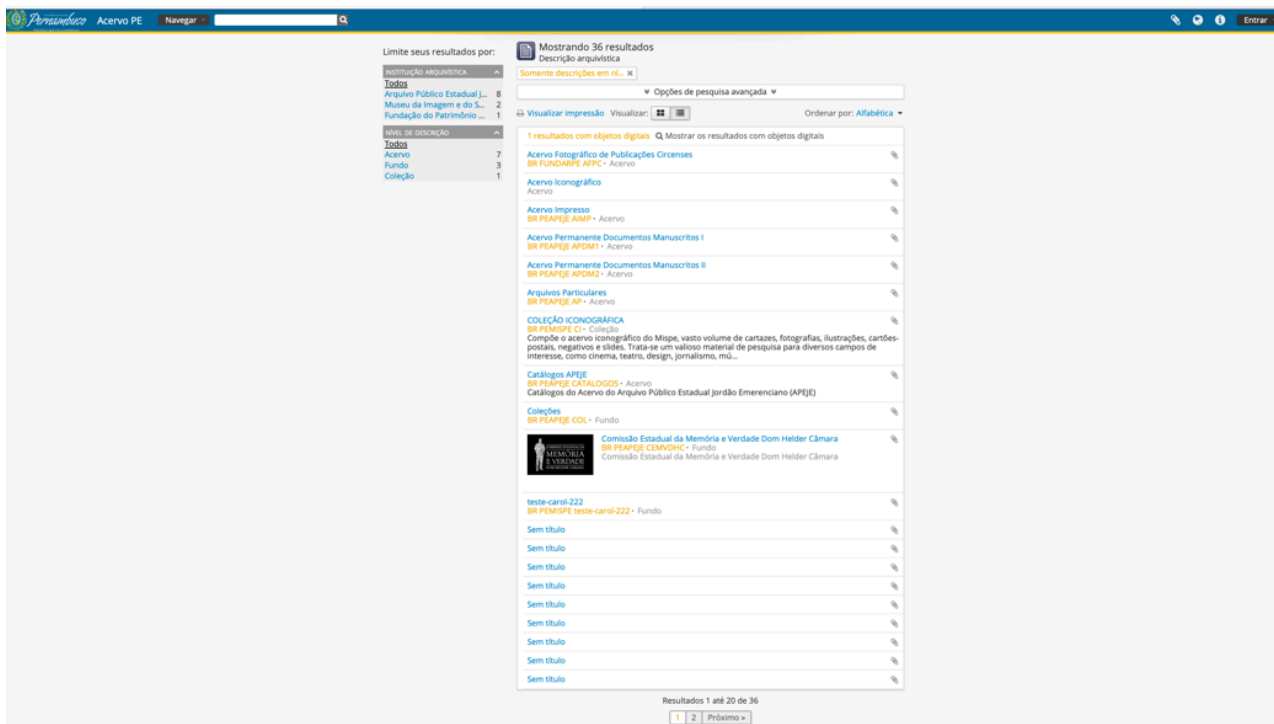 Pernambuco Acervo PE Navegar Entrar
Limite seus resultados por:
INSTITUIÇÃO ARQUIVÍSTICA
Todos
Arquivo Público Estadual J... 8
Museu da Imagem e do S... 2
Fundação do Patrimônio ... 1
NÍVEL DE DESCRIÇÃO
Todos
Acervo 7
Fundo 3
Coleção 1
Mostrando 36 resultados
Descrição arquivística
Somente descrições em ní...
Opções de pesquisa avançada
Visualizar impressão Visualizar: Ordenar por: Alfabética
1 resultados com objetos digitais Mostrar os resultados com objetos digitais
Acervo Fotográfico de Publicações Circenses
BR FUNDARPE AFPC · Acervo
Acervo Iconográfico
Acervo
Acervo Impresso
BR PEAPEJE AIMP · Acervo
Acervo Permanente Documentos Manuscritos I
BR PEAPEJE APDM1 · Acervo
Acervo Permanente Documentos Manuscritos II
BR PEAPEJE APDM2 · Acervo
Arquivos Particulares
BR PEAPEJE AP · Acervo
COLEÇÃO ICONOGRÁFICA
BR PEMISPE CI · Coleção
Compõe o acervo iconográfico do Mispe, vasto volume de cartazes, fotografias, ilustrações, cartões-
postais, negativos e slides. Trata-se um valioso material de pesquisa para diversos campos de
interesse, como cinema, teatro, design, jornalismo, mú...
Catálogos APEJE
BR PEAPEJE CATALOGOS · Acervo
Catálogos do Acervo do Arquivo Público Estadual Jordão Emerenciano (APEJE)
Coleções
BR PEAPEJE COL · Fundo
MEMÓRIA
E VERDADE
Comissão Estadual da Memória e Verdade Dom Helder Câmara
BR PEAPEJE CEMVDHC · Fundo
Comissão Estadual da Memória e Verdade Dom Helder Câmara
teste-carol-222
BR PEMISPE teste-carol-222 · Fundo
Sem título
Sem título
Sem título
Sem título
Sem título
Sem título
Sem título
Sem título
Sem título
Resultados 1 até 20 de 36
1 2 Próximo »